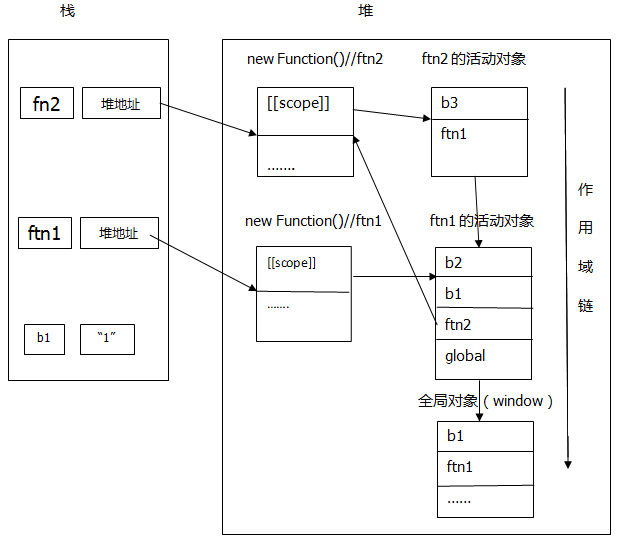 栈
堆
new Function()//ftn2
ftn2 的活动对象
fn2
堆地址
[[scope]]
.......
b3
ftn1
作
用
域
链
new Function()//ftn1
ftn1 的活动对象
ftn1
堆地址
[[scope]]
.......
b2
b1
ftn2
global
b1
“1”
全局对象（window）
b1
ftn1
......